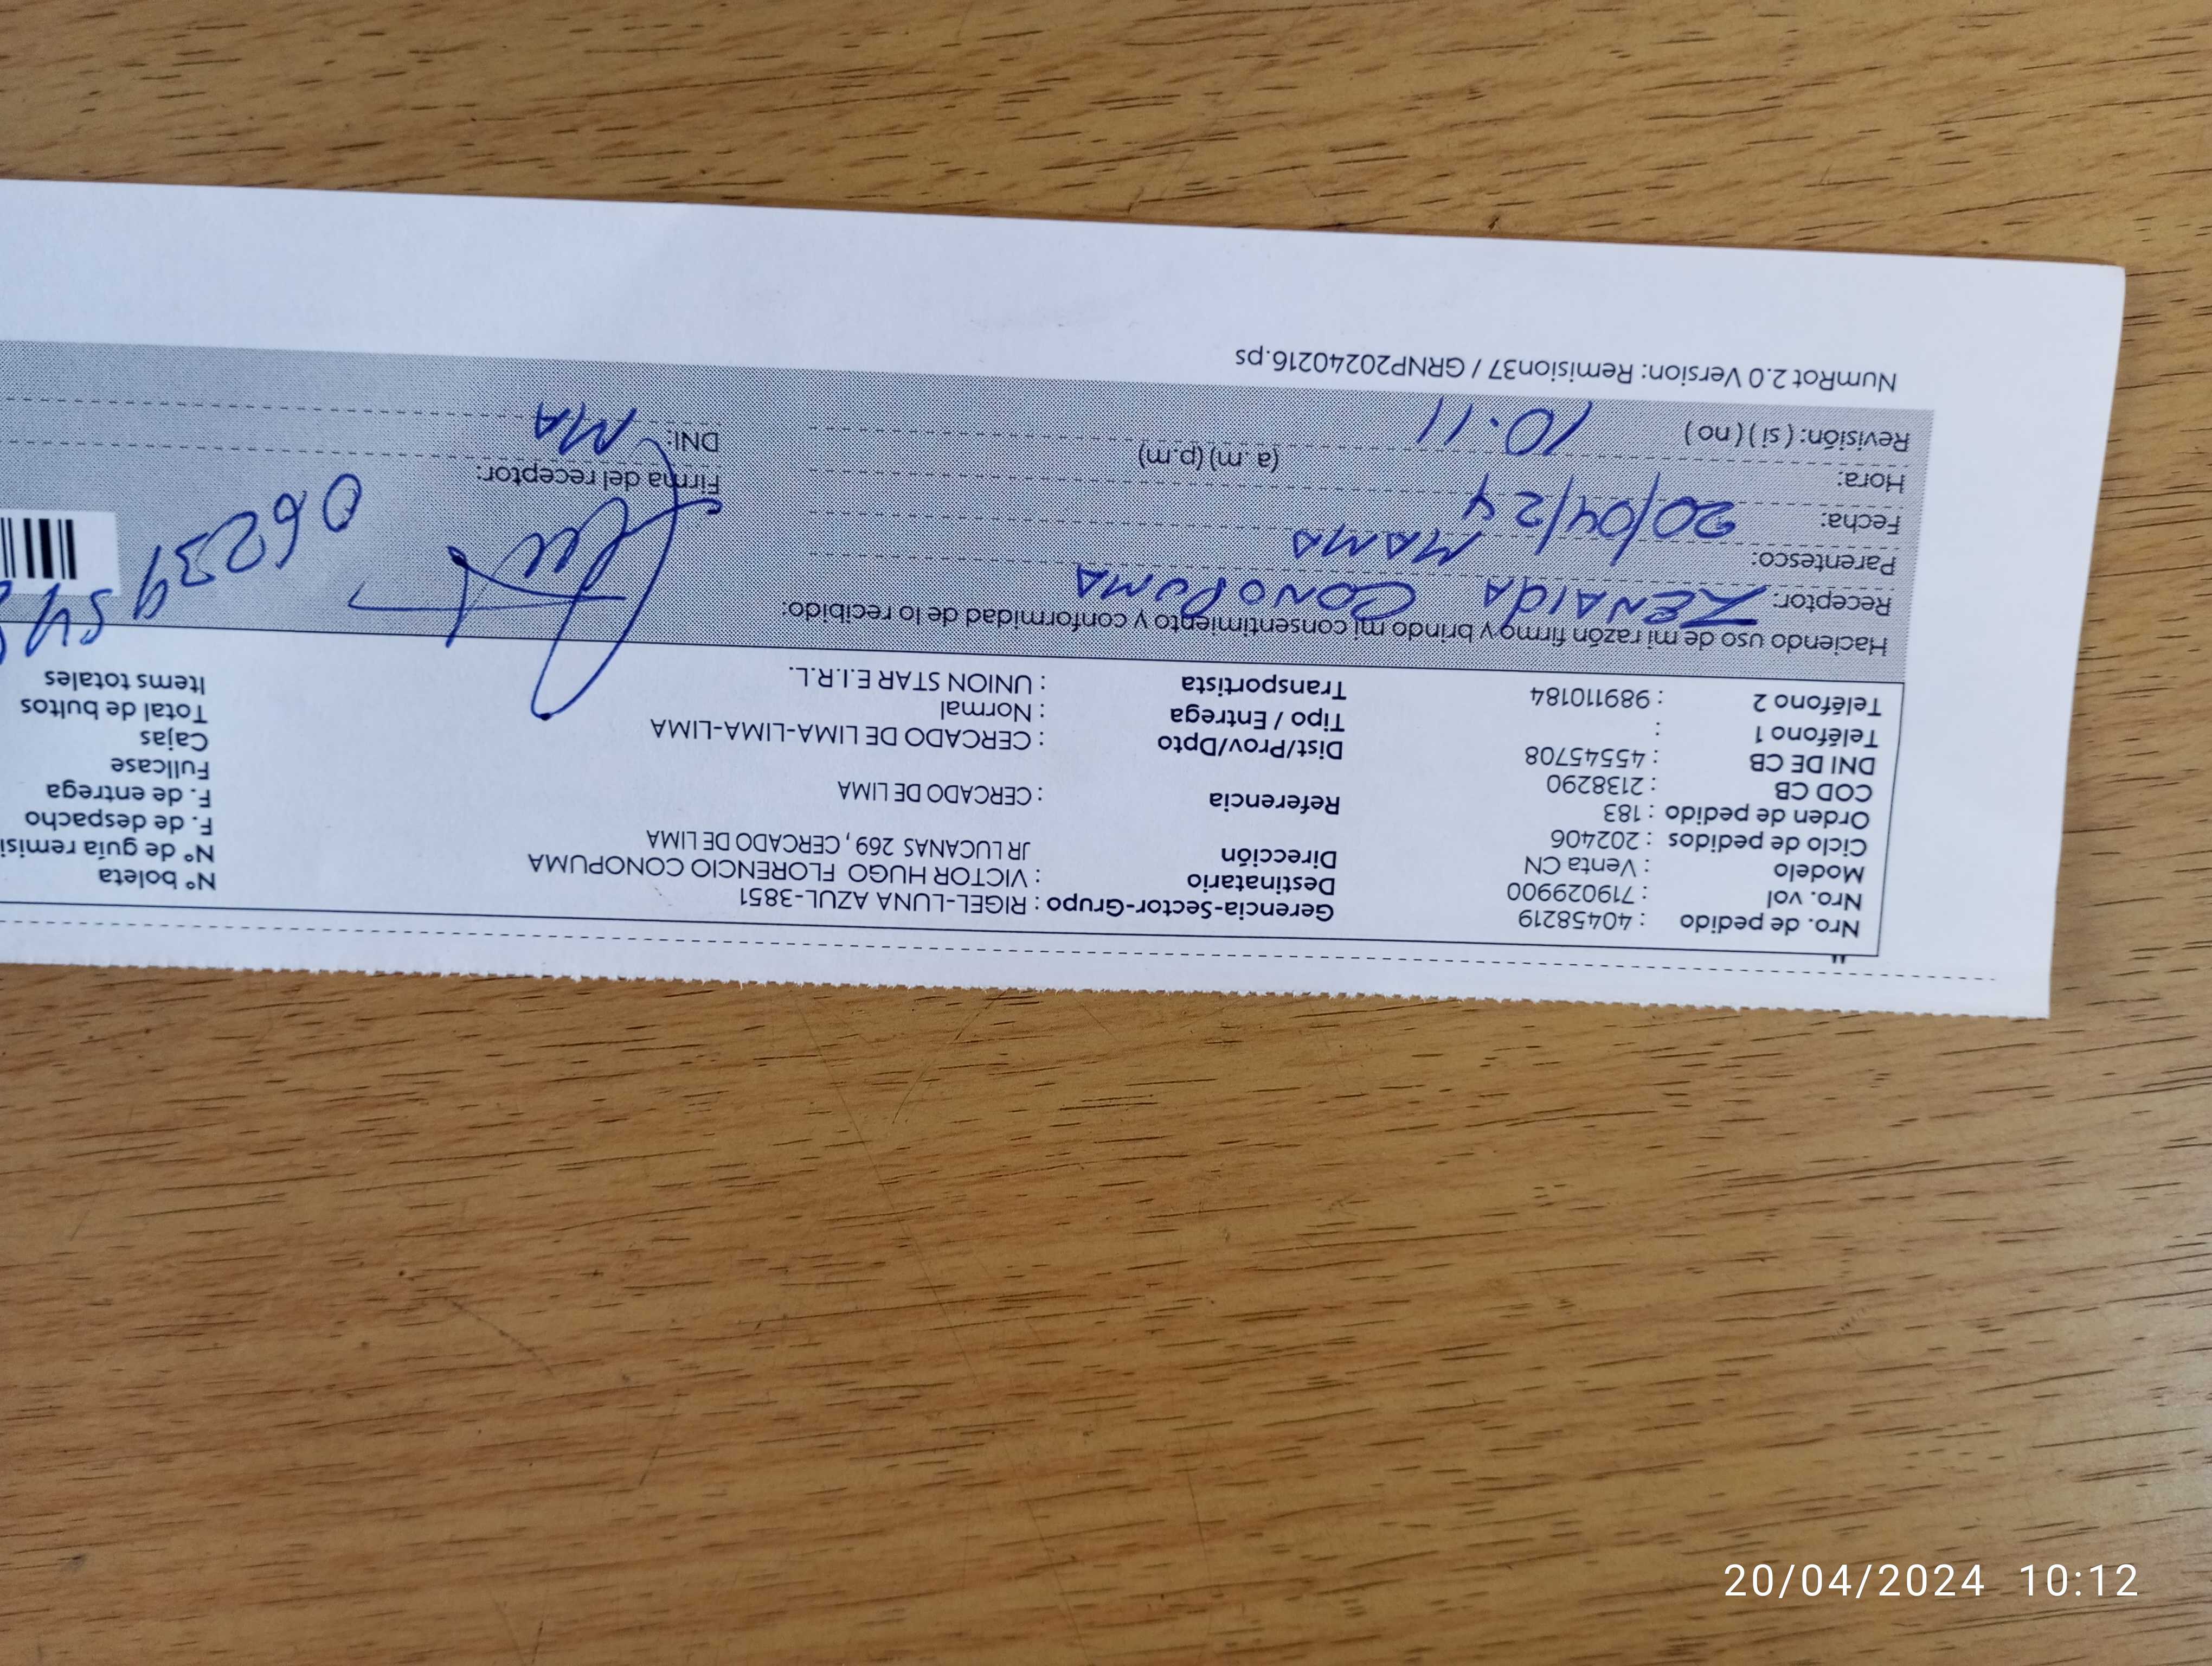 Nro. de pedido : 40458219 Gerencia-Sector-Grupo : RIGEL-LUNA AZUL-3851 N° boleta
Nro. vol : 719029900 Destinatario : VICTOR HUGO FLORENCIO CONOPUMA N° de guía remisi
Modelo : Venta CN Dirección JR LUCANAS 269 , CERCADO DE LIMA F. de despacho
Ciclo de pedidos : 202406 F. de entrega
Orden de pedido : 183 Referencia : CERCADO DE LIMA Fullcase
COD CB : 2138290 Cajas
DNI DE CB : 45545708 Dist/Prov/Dpto : CERCADO DE LIMA-LIMA-LIMA Total de bultos
Teléfono 1 : Tipo / Entrega : Normal Items totales
Teléfono 2 : 989110184 Transportista : UNION STAR E.I.R.L.
Haciendo uso de mi razón firmo y brindo mi consentimiento y conformidad de lo recibido:
Receptor: ZENAIDA CONOPUMA
Parentesco: MAMA
Fecha: 20/04/24 Firma del receptor:
Hora: 10.11 (a.m) (p.m) DNI: MA
Revisión: ( si ) ( no )
NumRot 2.0 Version: Remision37 / GRNP20240216.ps
20/04/2024 10:12